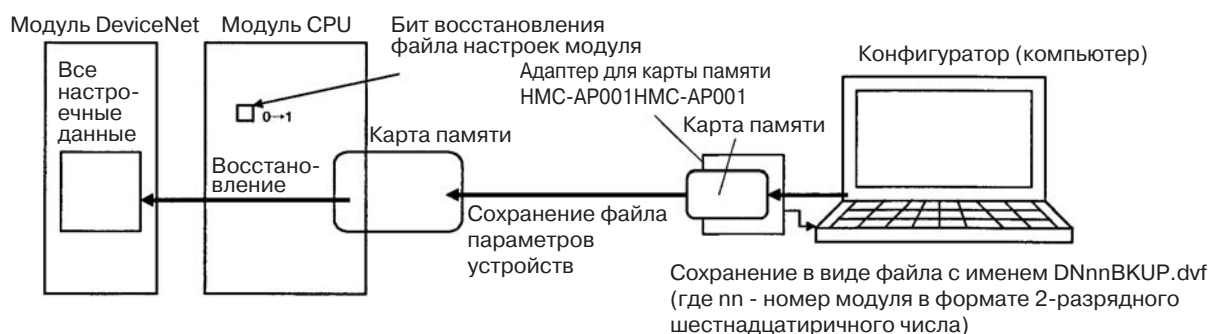 Модуль DeviceNet
Модуль CPU
Бит восстановления
файла настроек модуля
Адаптер для карты памяти
HMC-AP001HMC-AP001
Конфигуратор (компьютер)
Все
настро-
ечные
данные
0→1
Карта памяти
Карта памяти
Восстано-
вление
Сохранение файла
параметров
устройств
Сохранение в виде файла с именем DNnnBKUP.dvf
(где nn - номер модуля в формате 2-разрядного
шестнадцатиричного числа)